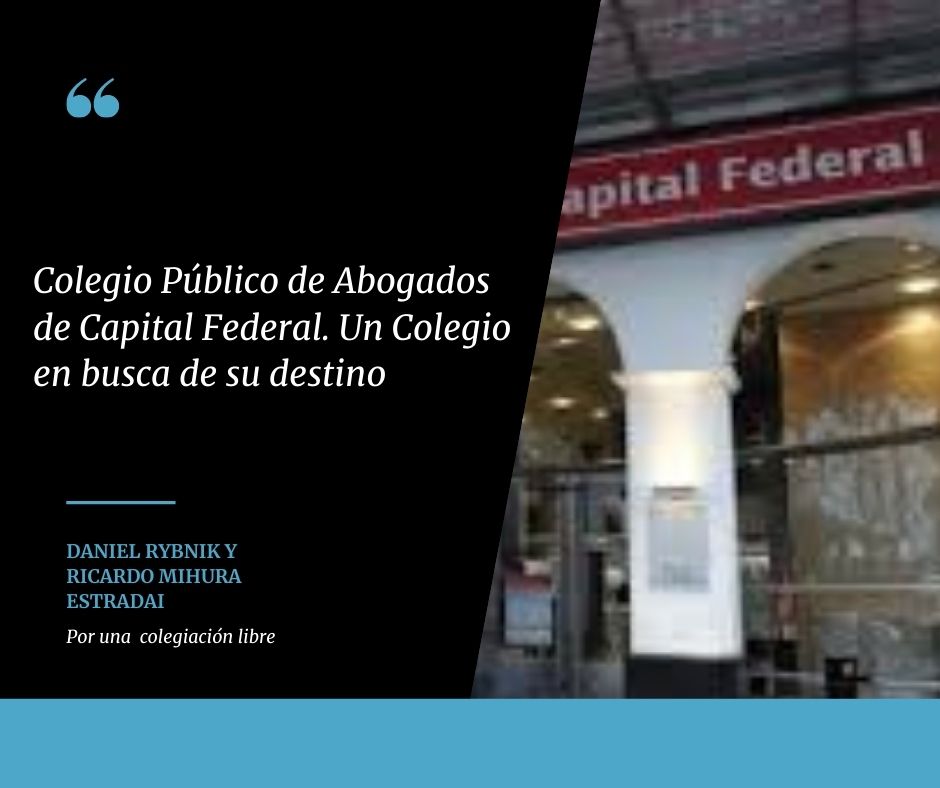 Colegio Público de Abogados
de Capital Federal. Un Colegio
en busca de su destino
apital Federal
DANIEL RYBNIK Y
RICARDO MIHURA
ESTRADAI
Por una colegiación libre